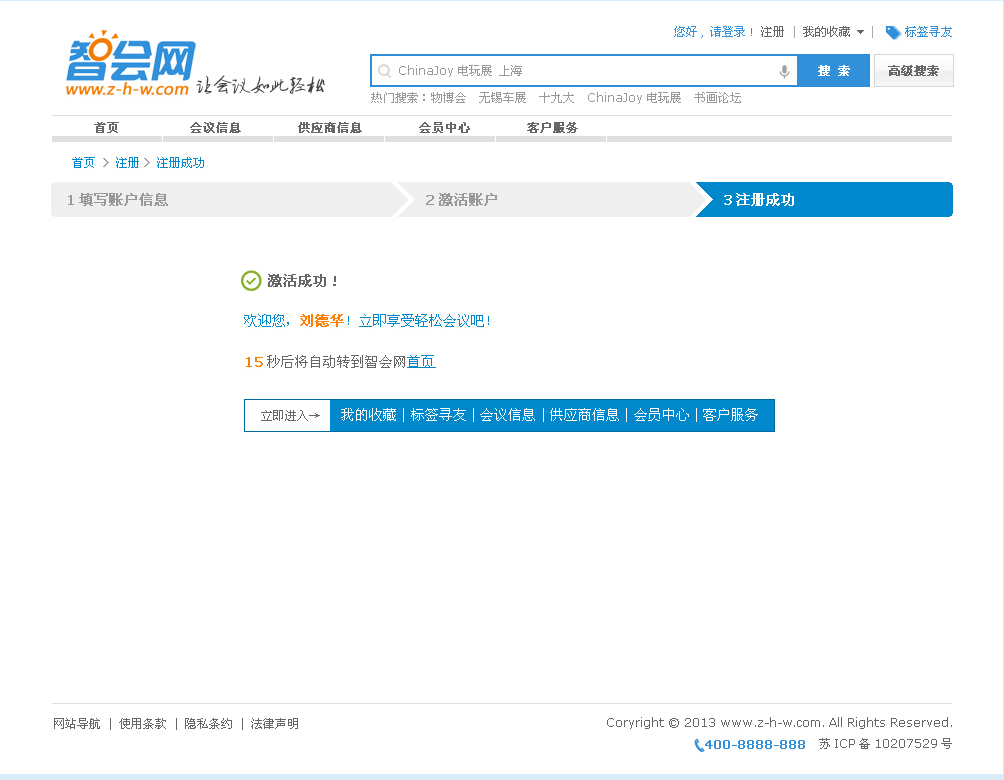 您好，请登录！ 注册 | 我的收藏 | 标签寻友
智会网
www.z-h-w.com 让会议如此轻松
ChinaJoy 电玩展 上海 搜 索 高级搜索
热门搜索：物博会 无锡车展 十九大 ChinaJoy 电玩展 书画论坛
首页 会议信息 供应商信息 会员中心 客户服务
首页 > 注册 > 注册成功
1 填写账户信息 2 激活账户 3 注册成功
激活成功！
欢迎您，刘德华！立即享受轻松会议吧！
15 秒后将自动转到智会网首页
立即进入→ 我的收藏 | 标签寻友 | 会议信息 | 供应商信息 | 会员中心 | 客户服务
网站导航 | 使用条款 | 隐私条约 | 法律声明
Coryright © 2013 www.z-h-w.com. All Rights Reserved.
400-8888-888 苏 ICP 备 10207529 号